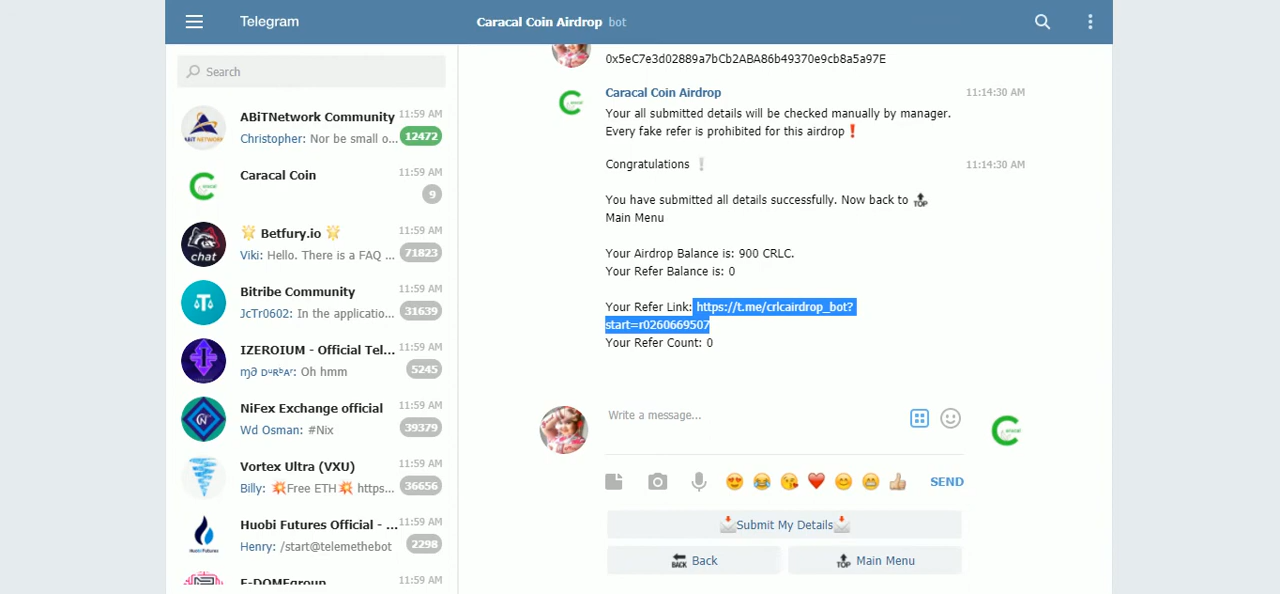 Telegram
Caracal Coin Airdrop bot
Search
ABiTNetwork Community 11:59 AM
Christopher: Nor be small o... 12472
Caracal Coin 11:59 AM
9
🌟 Betfury.io 🌟 11:59 AM
Viki: Hello. There is a FAQ ... 71823
Bitribe Community 11:59 AM
JcTr0602: In the applicatio... 31639
IZEROIUM - Official Tel... 11:59 AM
ɱ∂ ᴅᵘʀᵇᴀʳ: Oh hmm 5245
NiFex Exchange official 11:59 AM
Wd Osman: #Nix 39379
Vortex Ultra (VXU) 11:59 AM
Billy: 💥Free ETH💥 https... 36656
Huobi Futures Official - ... 11:59 AM
Henry: /start@telemethebot 2298
11:59 AM
0x5eC7e3d02889a7bCb2ABA86b49370e9cb8a5a97E
Caracal Coin Airdrop 11:14:30 AM
Your all submitted details will be checked manually by manager.
Every fake refer is prohibited for this airdrop❗
Congratulations ❕ 11:14:30 AM
You have submitted all details successfully. Now back to 🔝
Main Menu
Your Airdrop Balance is: 900 CRLC.
Your Refer Balance is: 0
Your Refer Link: https://t.me/crlcairdrop_bot?
start=r0260669507
Your Refer Count: 0
Write a message...
SEND
📩Submit My Details📩
🔙 Back
🔝 Main Menu